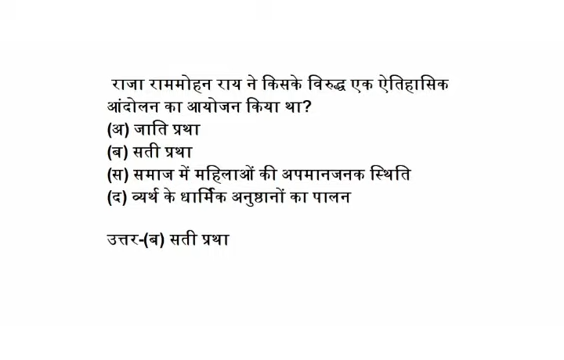 राजा राममोहन राय ने किसके विरुद्ध एक ऐतिहासिक
आंदोलन का आयोजन किया था?
(अ) जाति प्रथा
(ब) सती प्रथा
(स) समाज में महिलाओं की अपमानजनक स्थिति
(द) व्यर्थ के धार्मिक अनुष्ठानों का पालन
उत्तर-(ब) सती प्रथा